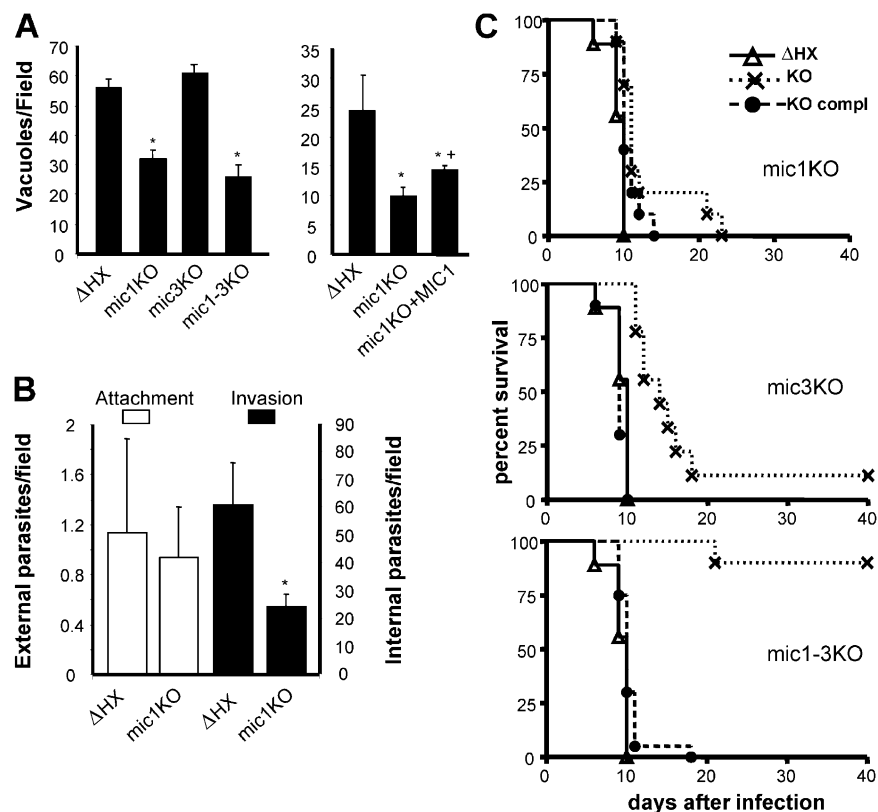 A
Vacuoles/Field
70
60
50
40
30
20
10
0
*
*
ΔHX
mic1KO
mic3KO
mic1-3KO
35
30
25
20
15
10
5
0
*
* +
ΔHX
mic1KO
mic1KO+MIC1
B
Attachment
Invasion
External parasites/field
2
1.6
1.2
0.8
0.4
0
*
90
80
70
60
50
40
30
20
10
0
Internal parasites/field
ΔHX
mic1KO
ΔHX
mic1KO
C
percent survival
100
75
50
25
0
ΔHX
KO
KO compl
mic1KO
0 10 20 30 40
100
75
50
25
0
mic3KO
0 10 20 30 40
100
75
50
25
0
mic1-3KO
0 10 20 30 40
days after infection